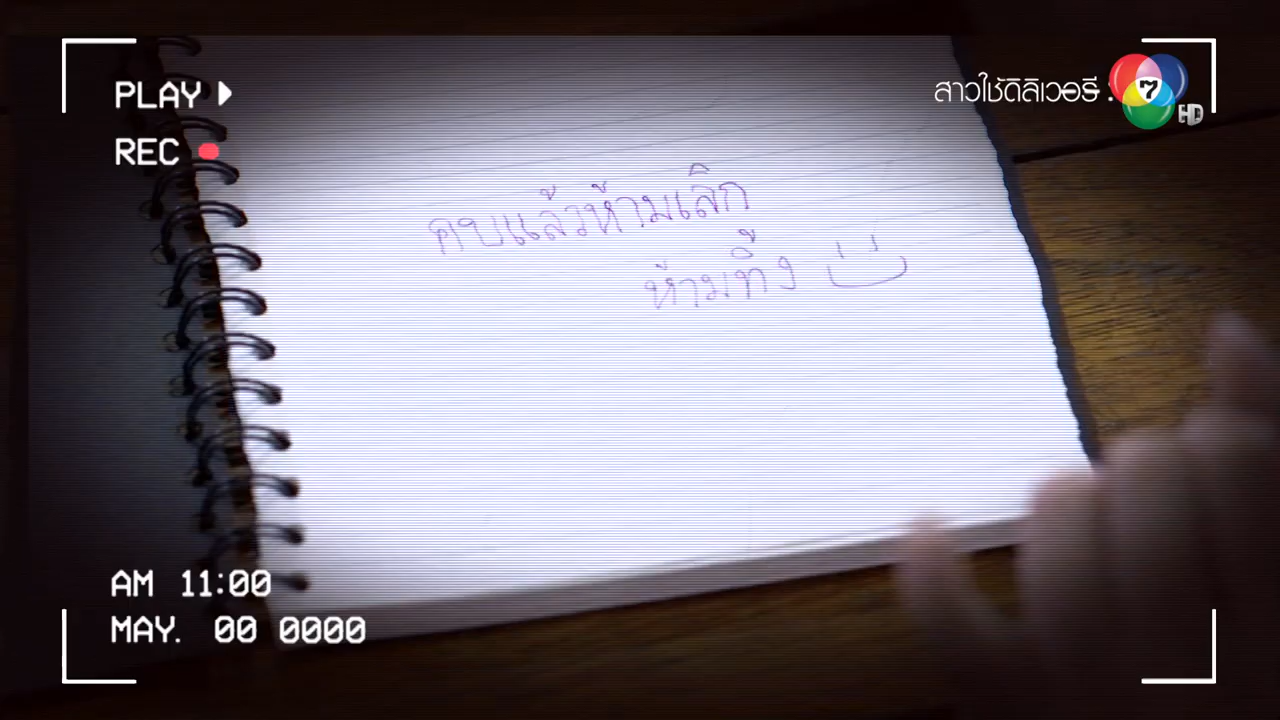 PLAY
สาวใช้ดิลิเวอรี :
7
HD
REC
คบแล้วห้ามเลิก
ห้ามทิ้ง
AM 11:00
MAY. 00 0000